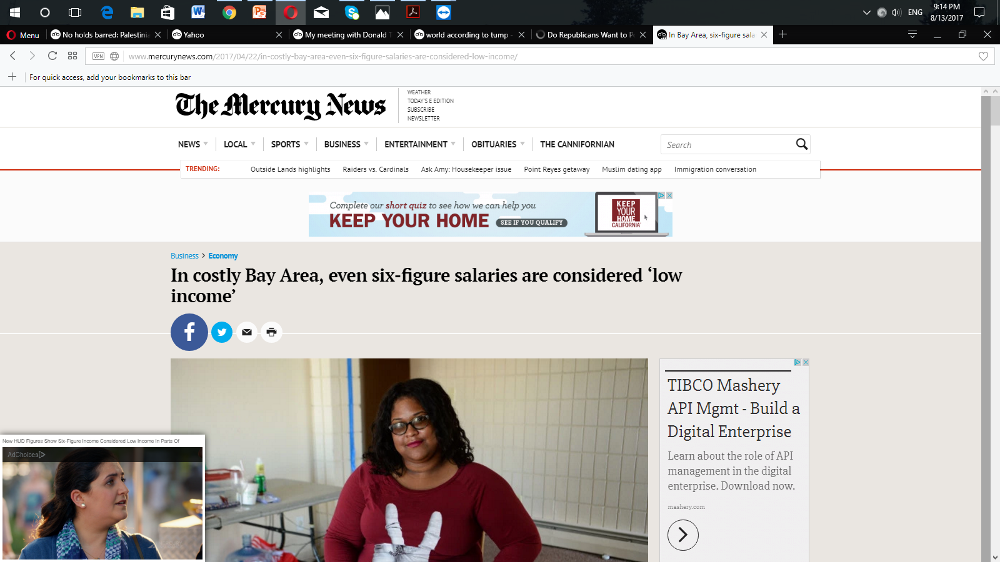 9:14 PM
ENG
8/13/2017
Menu
No holds barred: Palestinia
Yahoo
My meeting with Donald T
world according to tump -
Do Republicans Want to P
In Bay Area, six-figure sala
VPN
www.mercurynews.com/2017/04/22/in-costly-bay-area-even-six-figure-salaries-are-considered-low-income/
For quick access, add your bookmarks to this bar
The Mercury News
WEATHER
TODAY'S E EDITION
SUBSCRIBE
NEWSLETTER
NEWS
LOCAL
SPORTS
BUSINESS
ENTERTAINMENT
OBITUARIES
THE CANNIFORNIAN
Search
TRENDING:
Outside Lands highlights
Raiders vs. Cardinals
Ask Amy: Housekeeper issue
Point Reyes getaway
Muslim dating app
Immigration conversation
Complete our short quiz to see how we can help you
KEEP YOUR HOME
SEE IF YOU QUALIFY
KEEP
YOUR
HOME
CALIFORNIA
Business > Economy
In costly Bay Area, even six-figure salaries are considered ‘low
income’
TIBCO Mashery
API Mgmt - Build a
Digital Enterprise
Learn about the role of API
management in the digital
enterprise. Download now.
mashery.com
New HUD Figures Show Six-Figure Income Considered Low Income In Parts Of
AdChoices